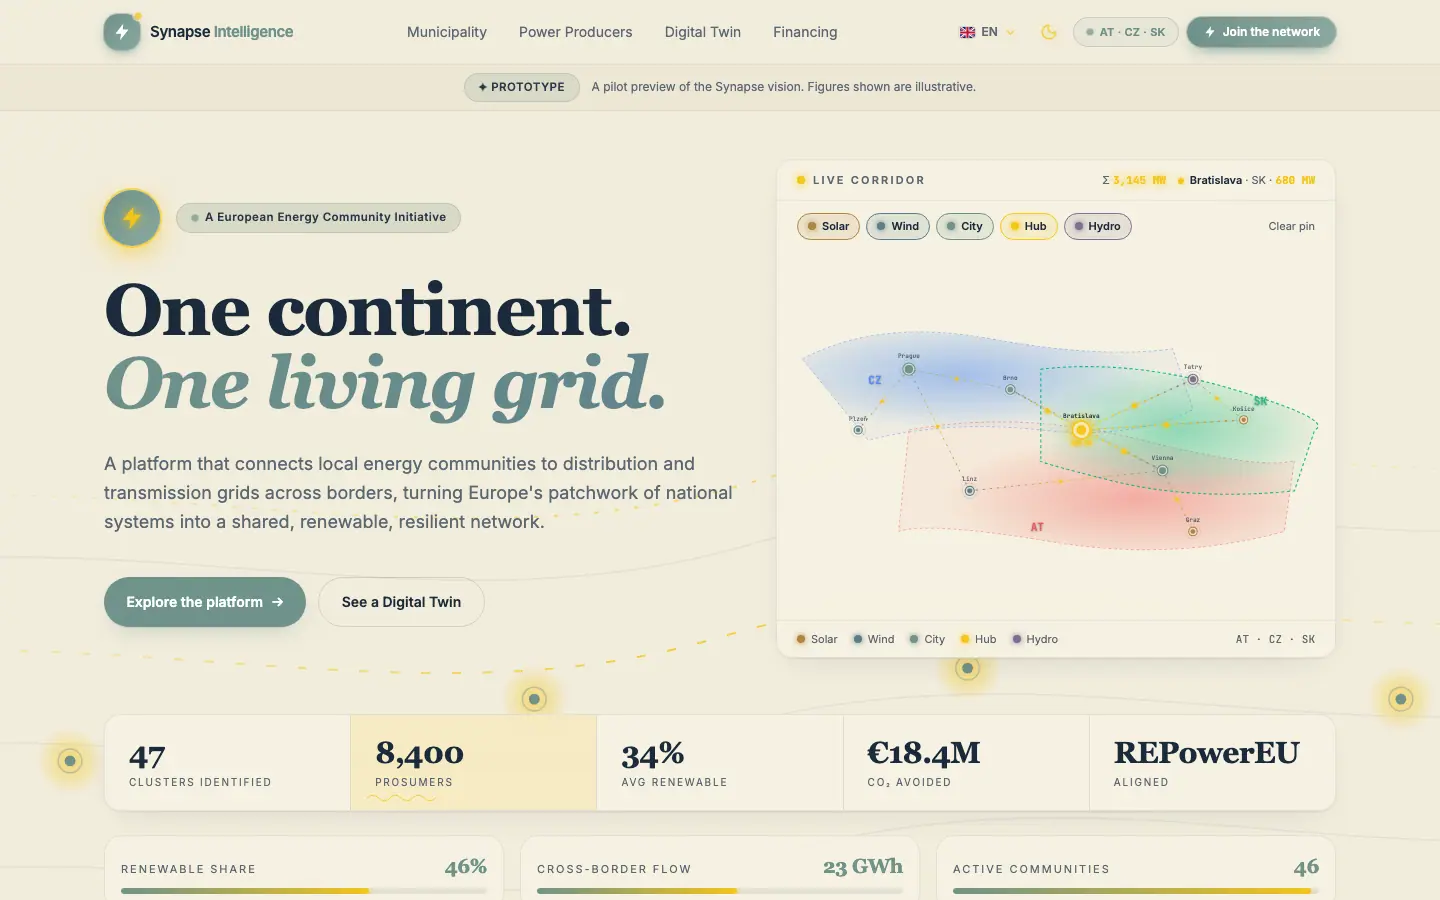 Synapse Intelligence
Municipality
Power Producers
Digital Twin
Financing
EN
AT · CZ · SK
Join the network
✦ PROTOTYPE
A pilot preview of the Synapse vision. Figures shown are illustrative.
A European Energy Community Initiative
One continent.
One living grid.
A platform that connects local energy communities to distribution and
transmission grids across borders, turning Europe's patchwork of national
systems into a shared, renewable, resilient network.
Explore the platform →
See a Digital Twin
LIVE CORRIDOR
Σ 3,145 MW
Bratislava · SK · 680 MW
Solar
Wind
City
Hub
Hydro
Clear pin
Prague
CZ
Brno
Tatry
SK
Košice
Plzeň
Bratislava
Vienna
Linz
Graz
AT
Solar
Wind
City
Hub
Hydro
AT · CZ · SK
47
CLUSTERS IDENTIFIED
8,400
PROSUMERS
34%
AVG RENEWABLE
€18.4M
CO₂ AVOIDED
REPowerEU
ALIGNED
RENEWABLE SHARE
46%
CROSS-BORDER FLOW
23 GWh
ACTIVE COMMUNITIES
46